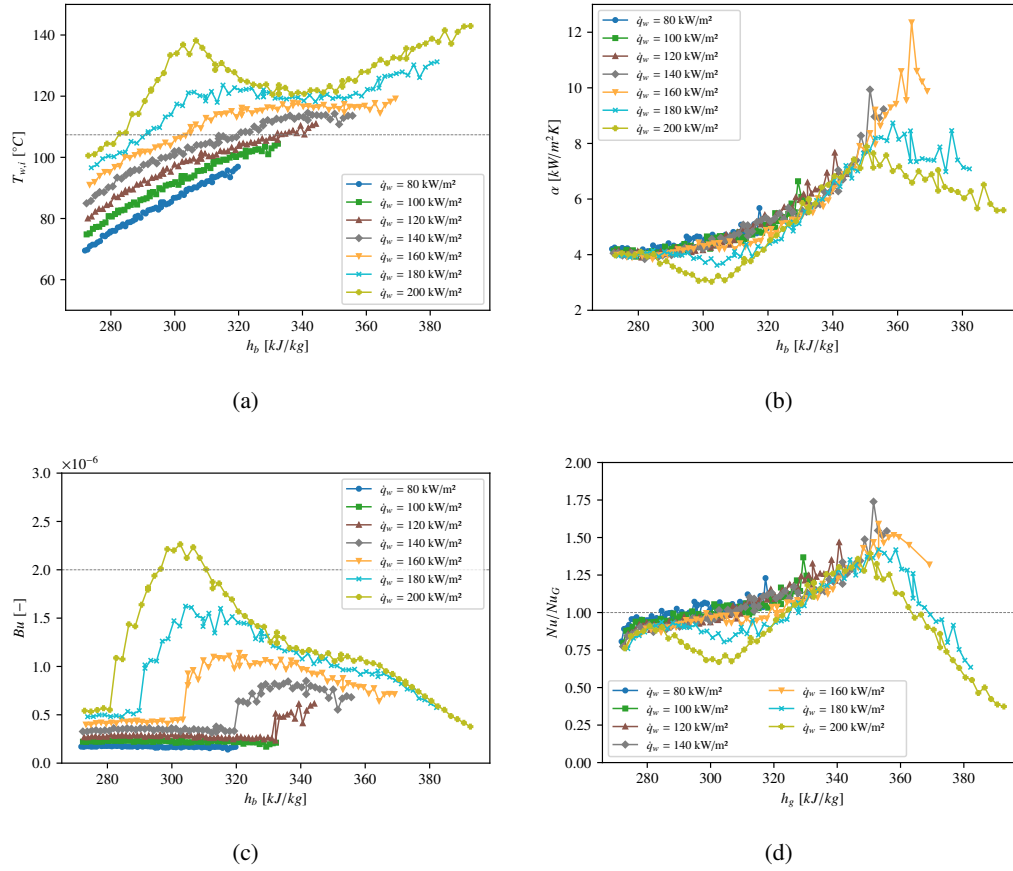 140
120
100
80
60
T_{w,i} [°C]
q̇_w = 80 kW/m²
q̇_w = 100 kW/m²
q̇_w = 120 kW/m²
q̇_w = 140 kW/m²
q̇_w = 160 kW/m²
q̇_w = 180 kW/m²
q̇_w = 200 kW/m²
280 300 320 340 360 380
h_b [kJ/kg]
(a)
12
10
8
6
4
2
α [kW/m²K]
q̇_w = 80 kW/m²
q̇_w = 100 kW/m²
q̇_w = 120 kW/m²
q̇_w = 140 kW/m²
q̇_w = 160 kW/m²
q̇_w = 180 kW/m²
q̇_w = 200 kW/m²
280 300 320 340 360 380
h_b [kJ/kg]
(b)
×10⁻⁶
3.0
2.5
2.0
1.5
1.0
0.5
0.0
Bu [−]
q̇_w = 80 kW/m²
q̇_w = 100 kW/m²
q̇_w = 120 kW/m²
q̇_w = 140 kW/m²
q̇_w = 160 kW/m²
q̇_w = 180 kW/m²
q̇_w = 200 kW/m²
280 300 320 340 360 380
h_b [kJ/kg]
(c)
2.00
1.75
1.50
1.25
1.00
0.75
0.50
0.25
0.00
Nu/Nu_G
q̇_w = 80 kW/m² q̇_w = 160 kW/m²
q̇_w = 100 kW/m² q̇_w = 180 kW/m²
q̇_w = 120 kW/m² q̇_w = 200 kW/m²
q̇_w = 140 kW/m²
280 300 320 340 360 380
h_g [kJ/kg]
(d)